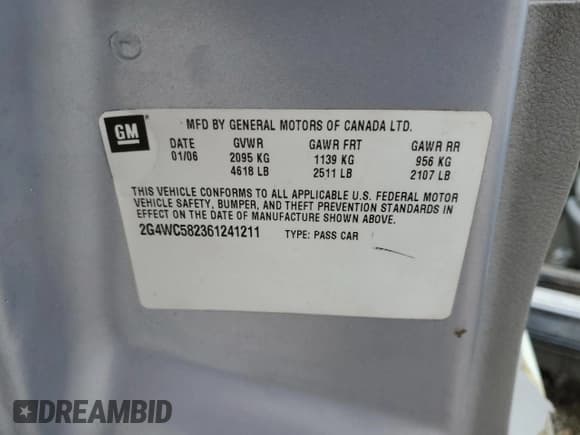 GM
MFD BY GENERAL MOTORS OF CANADA LTD.
DATE GVWR GAWR FRT GAWR RR
01/06 2095 KG 1139 KG 956 KG
4618 LB 2511 LB 2107 LB
THIS VEHICLE CONFORMS TO ALL APPLICABLE U.S. FEDERAL MOTOR
VEHICLE SAFETY, BUMPER, AND THEFT PREVENTION STANDARDS IN
EFFECT ON THE DATE OF MANUFACTURE SHOWN ABOVE.
2G4WC582361241211 TYPE: PASS CAR
DREAMBID